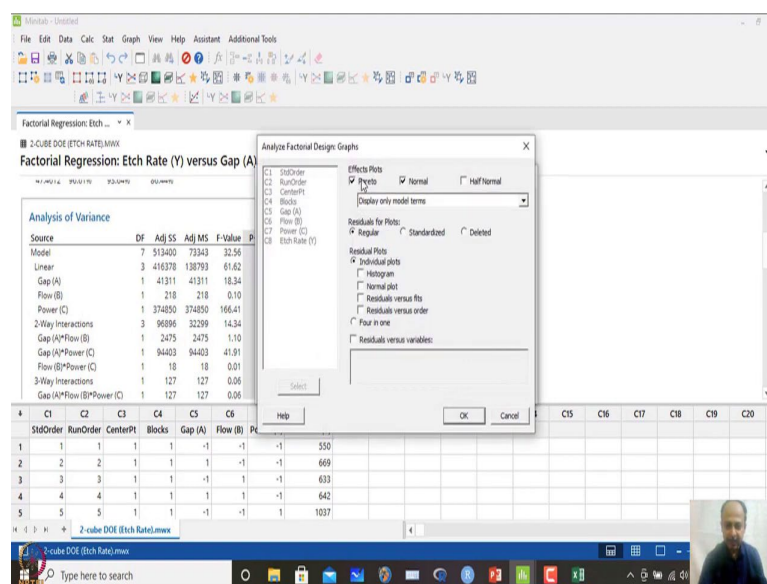 Minitab - Untitled
File Edit Data Calc Stat Graph View Help Assistant Additional Tools
Factorial Regression: Etch ...
2-CUBE DOE (ETCH RATE).MWX
Factorial Regression: Etch Rate (Y) versus Gap (A)
Analysis of Variance
Source DF Adj SS Adj MS F-Value P
Model 7 513400 73343 32.56
Linear 3 416378 138793 61.62
Gap (A) 1 41311 41311 18.34
Flow (B) 1 218 218 0.10
Power (C) 1 374850 374850 166.41
2-Way Interactions 3 96896 32299 14.34
Gap (A)*Flow (B) 1 2475 2475 1.10
Gap (A)*Power (C) 1 94403 94403 41.91
Flow (B)*Power (C) 1 18 18 0.01
3-Way Interactions 1 127 127 0.06
Gap (A)*Flow (B)*Power (C) 1 127 127 0.06
Analyze Factorial Design: Graphs X
C1 StdOrder
C2 RunOrder
C3 CenterPt
C4 Blocks
C5 Gap (A)
C6 Flow (B)
C7 Power (C)
C8 Etch Rate (Y)
Select
Help
Effects Plots
Pareto Normal Half Normal
Display only model terms
Residuals for Plots:
Regular Standardized Deleted
Residual Plots
Individual plots
Histogram
Normal plot
Residuals versus fits
Residuals versus order
Four in one
Residuals versus variables:
OK Cancel
C1 C2 C3 C4 C5 C6 C15 C16 C17 C18 C19 C20
StdOrder RunOrder CenterPt Blocks Gap (A) Flow (B)
1 1 1 1 1 -1 -1 -1 550
2 2 2 1 1 1 -1 -1 669
3 3 3 1 1 -1 1 -1 633
4 4 4 1 1 1 1 -1 642
5 5 5 1 1 -1 -1 1 1037
2-cube DOE (Etch Rate).mwx
2-cube DOE (Etch Rate).mwx
Type here to search